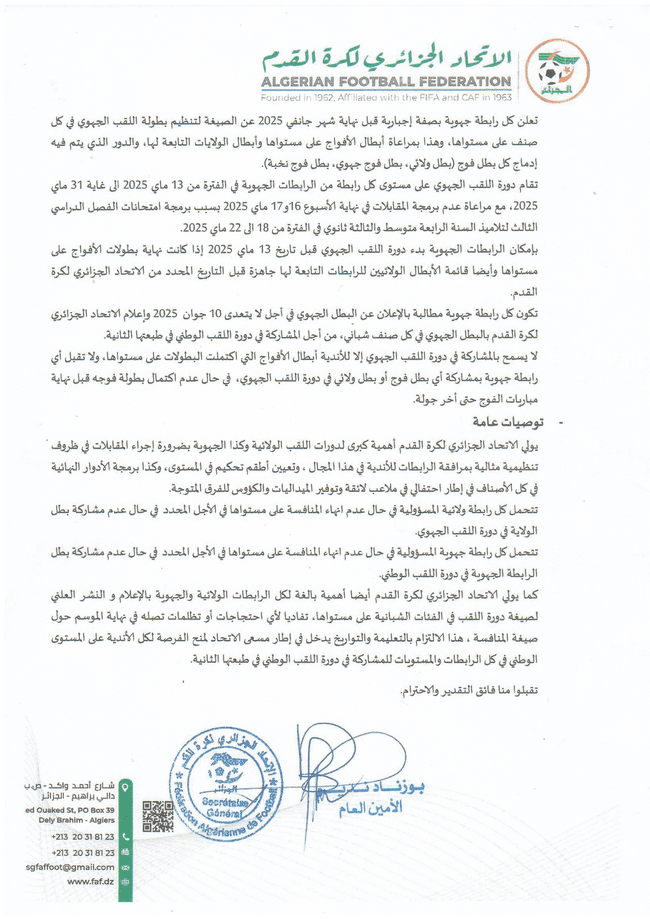 الاتحاد الجزائري لكرة القدم
ALGERIAN FOOTBALL FEDERATION
Founded in 1962, Affiliated with the FIFA and CAF in 1963
الجزائر
تعلن كل رابطة جهوية بصفة إجبارية قبل نهاية شهر جانفي 2025 عن الصيغة لتنظيم بطولة اللقب الجهوي في كل
صنف على مستواها، وهذا بمراعاة أبطال الأفواج على مستواها وأبطال الولايات التابعة لها، والدور الذي يتم فيه
إدماج كل بطل فوج (بطل ولائي، بطل فوج جهوي، بطل فوج نخبة).
تقام دورة اللقب الجهوي على مستوى كل رابطة من الرابطات الجهوية في الفترة من 13 ماي 2025 الى غاية 31 ماي
2025، مع مراعاة عدم برمجة المقابلات في نهاية الأسبوع 16و17 ماي 2025 بسبب برمجة امتحانات الفصل الدراسي
الثالث لتلاميذ السنة الرابعة متوسط والثالثة ثانوي في الفترة من 18 الى 22 ماي 2025.
بإمكان الرابطات الجهوية بدء دورة اللقب الجهوي قبل تاريخ 13 ماي 2025 إذا كانت نهاية بطولات الأفواج على
مستواها وأيضا قائمة الأبطال الولائيين للرابطات التابعة لها جاهزة قبل التاريخ المحدد من الاتحاد الجزائري لكرة
القدم.
تكون كل رابطة جهوية مطالبة بالإعلان عن البطل الجهوي في أجل لا يتعدى 10 جوان 2025 وإعلام الاتحاد الجزائري
لكرة القدم بالبطل الجهوي في كل صنف شباني، من أجل المشاركة في دورة اللقب الوطني في طبعتها الثانية.
لا يسمح بالمشاركة في دورة اللقب الجهوي إلا للأندية أبطال الأفواج التي اكتملت البطولات على مستواها، ولا تقبل أي
رابطة جهوية بمشاركة أي بطل فوج أو بطل ولائي في دورة اللقب الجهوي، في حال عدم اكتمال بطولة فوجه قبل نهاية
مباريات الفوج حتى أخر جولة.
- توصيات عامة
يولي الاتحاد الجزائري لكرة القدم أهمية كبرى لدورات اللقب الولائية وكذا الجهوية بضرورة إجراء المقابلات في ظروف
تنظيمية مثالية بمرافقة الرابطات للأندية في هذا المجال ، وتعيين أطقم تحكيم في المستوى، وكذا برمجة الأدوار النهائية
في كل الأصناف في إطار احتفالي في ملاعب لائقة وتوفير الميداليات والكؤوس للفرق المتوجة.
تتحمل كل رابطة ولائية المسؤولية في حال عدم انهاء المنافسة على مستواها في الأجل المحدد في حال عدم مشاركة بطل
الولاية في دورة اللقب الجهوي.
تتحمل كل رابطة جهوية المسؤولية في حال عدم انهاء المنافسة على مستواها في الأجل المحدد في حال عدم مشاركة بطل
الرابطة الجهوية في دورة اللقب الوطني.
كما يولي الاتحاد الجزائري لكرة القدم أيضا أهمية بالغة لكل الرابطات الولائية والجهوية بالإعلام و النشر العلني
لصيغة دورة اللقب في الفئات الشبانية على مستواها، تفاديا لأي احتجاجات أو تظلمات تصله في نهاية الموسم حول
صيغة المنافسة ، هذا الالتزام بالتعليمة والتواريخ يدخل في إطار مسعى الاتحاد لمنح الفرصة لكل الأندية على المستوى
الوطني في كل الرابطات والمستويات للمشاركة في دورة اللقب الوطني في طبعتها الثانية.
تقبلوا منا فائق التقدير والاحترام.
الاتحاد الجزائري لكرة القدم
Secrétaire
Général
Fédération Algérienne de Football
بوزناد نديم
الأمين العام
شارع أحمد واكد - ص.ب
دالي براهيم - الجزائر
ed Ouaked St, PO Box 39
Dely Brahim - Algiers
+213 20 31 81 23
+213 20 31 81 23
sgfaffoot@gmail.com
www.faf.dz